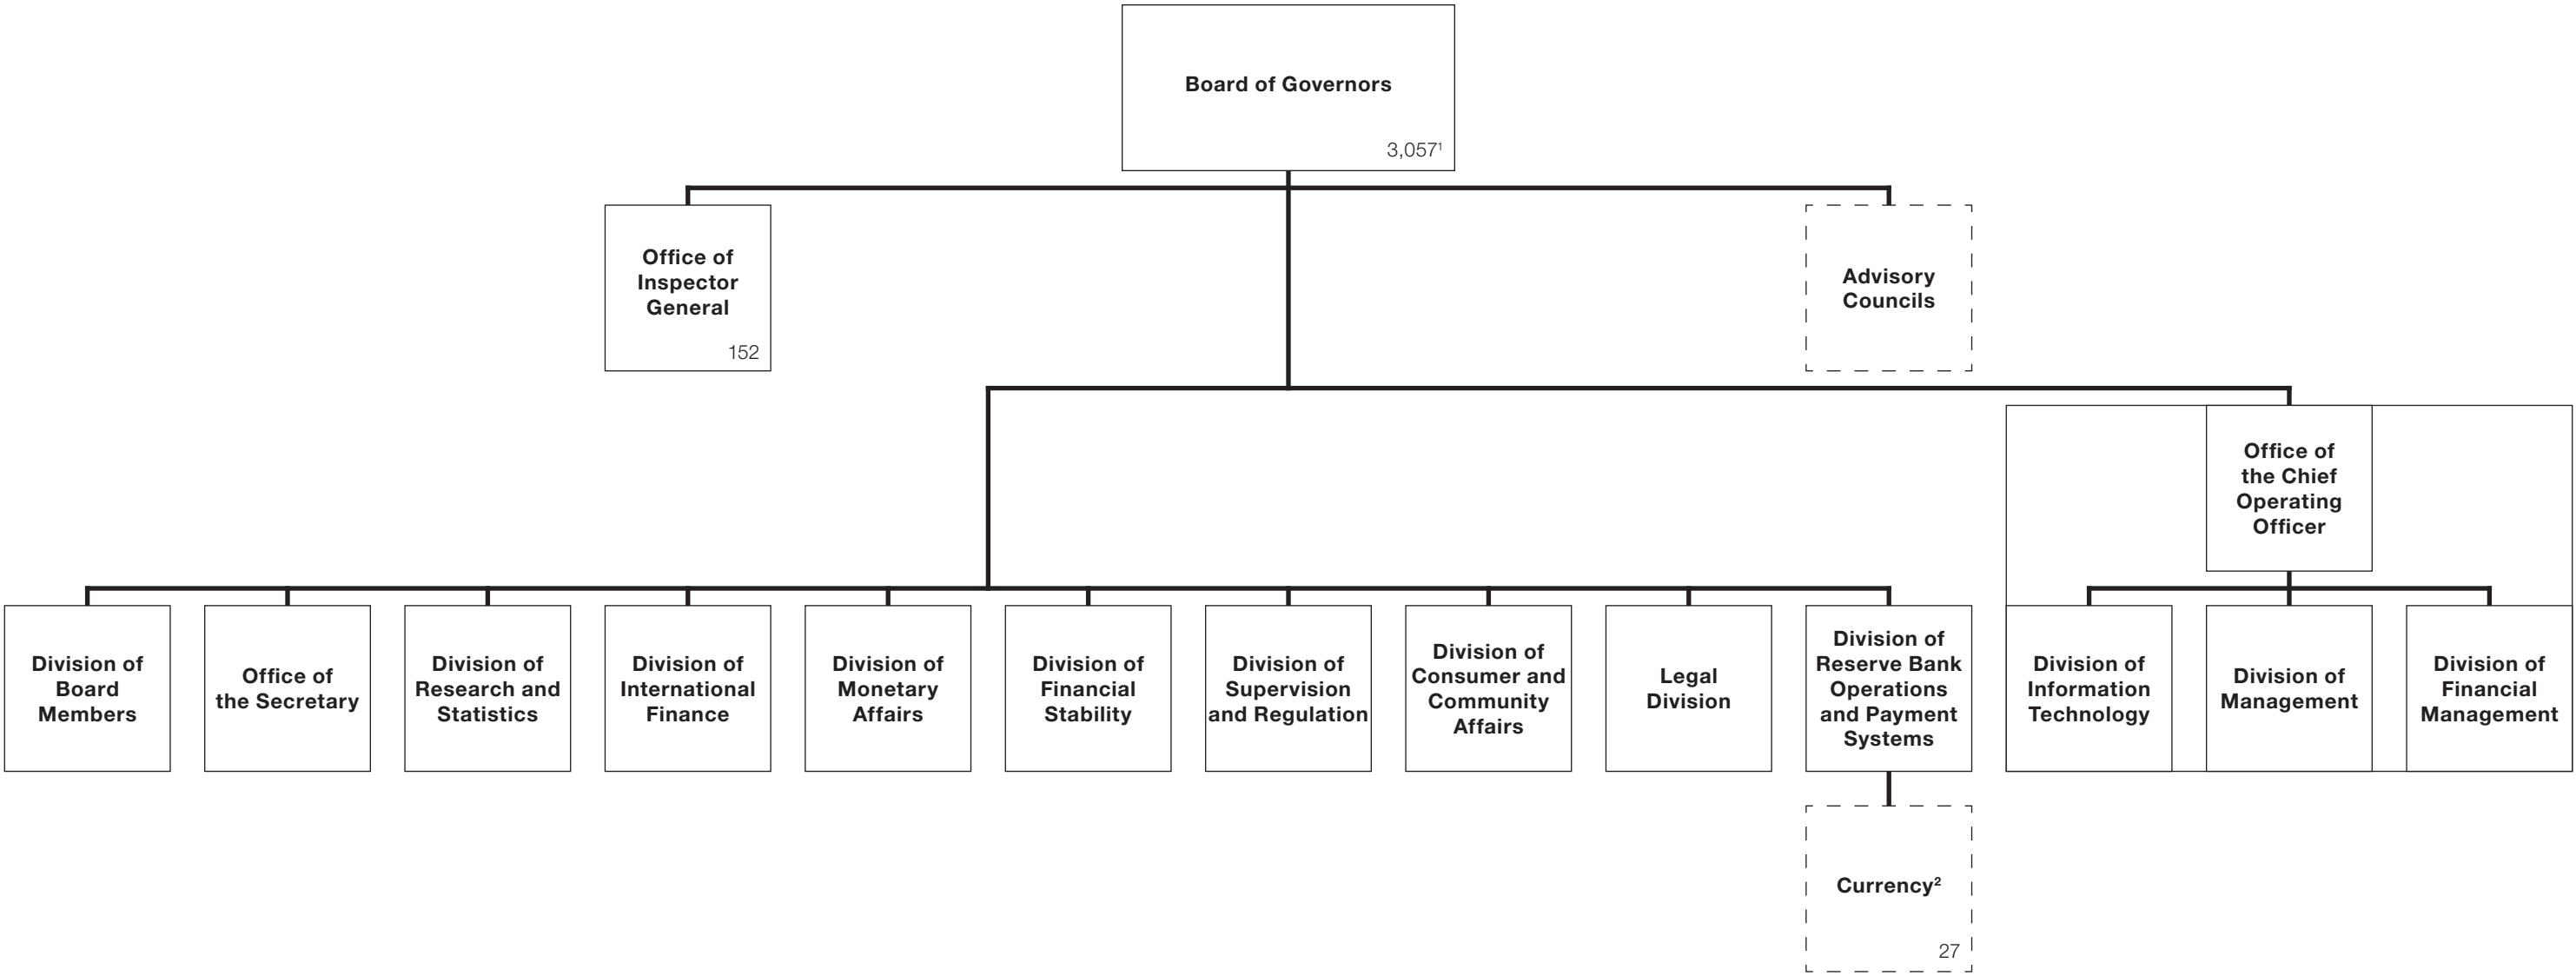 Board of Governors
3,057¹
Office of
Inspector
General
152
Advisory
Councils
Office of
the Chief
Operating
Officer
Division of
Board
Members
Office of
the Secretary
Division of
Research and
Statistics
Division of
International
Finance
Division of
Monetary
Affairs
Division of
Financial
Stability
Division of
Supervision
and Regulation
Division of
Consumer and
Community
Affairs
Legal
Division
Division of
Reserve Bank
Operations
and Payment
Systems
Division of
Information
Technology
Division of
Management
Division of
Financial
Management
Currency²
27